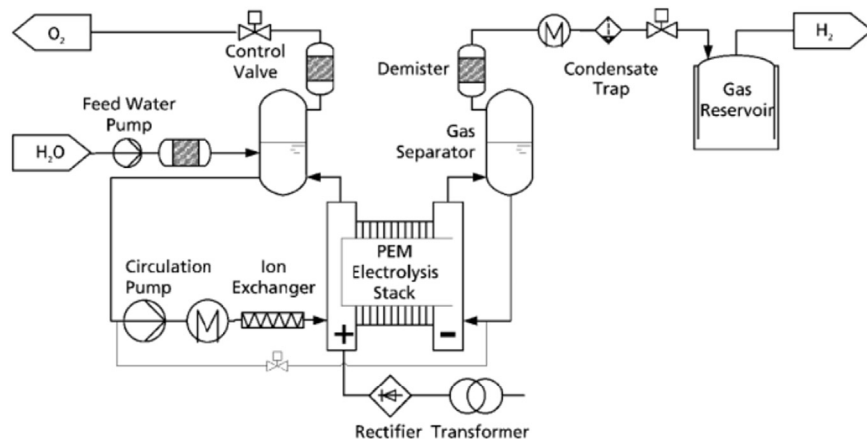 O₂
Control
Valve
Demister
Condensate
Trap
H₂
Gas
Reservoir
Feed Water
Pump
H₂O
Gas
Separator
PEM
Electrolysis
Stack
Circulation
Pump
Ion
Exchanger
M
M
+
-
Rectifier
Transformer